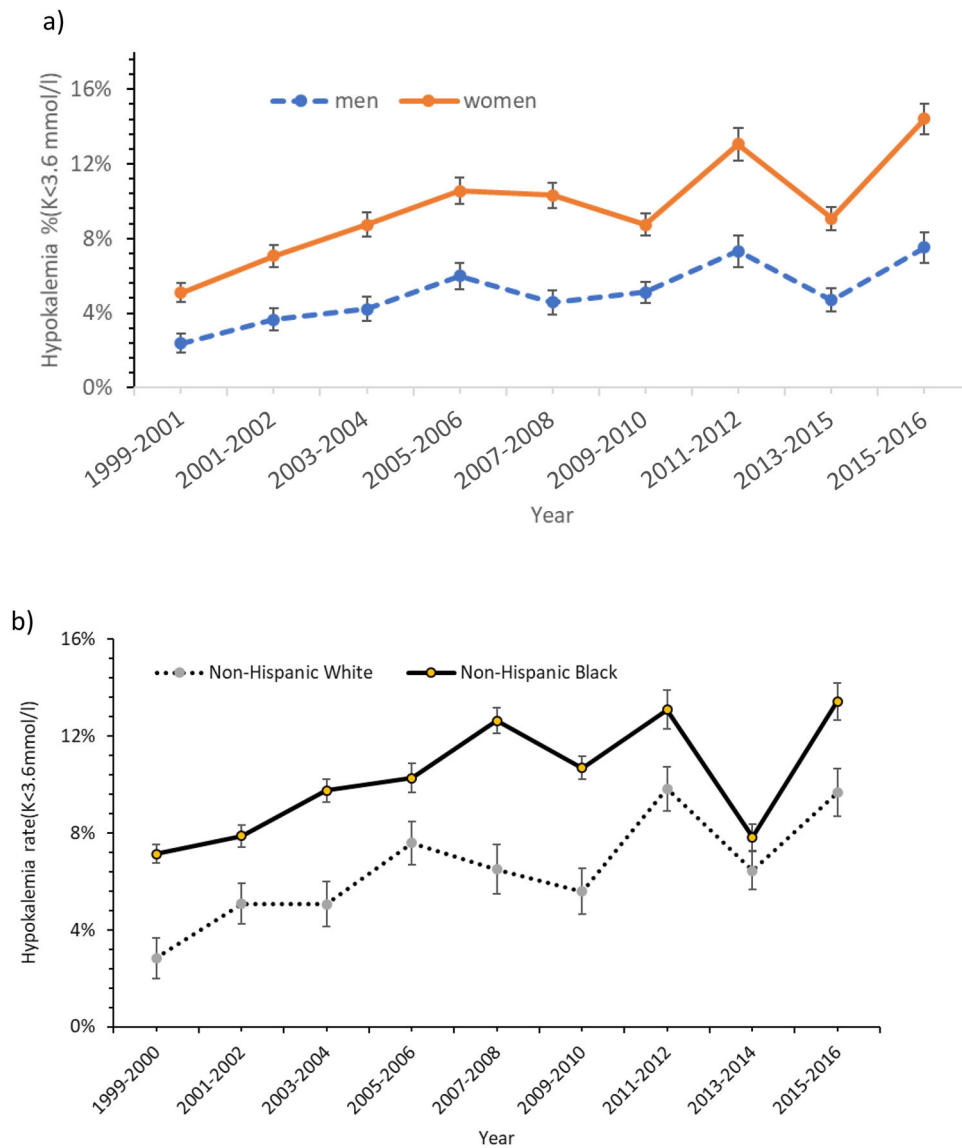 a)
Hypokalemia %(K<3.6 mmol/l)
16%
12%
8%
4%
0%
men
women
1999-2001
2001-2002
2003-2004
2005-2006
2007-2008
2009-2010
2011-2012
2013-2015
2015-2016
Year
b)
Hypokalemia rate(K<3.6mmol/l)
16%
12%
8%
4%
0%
Non-Hispanic White
Non-Hispanic Black
1999-2000
2001-2002
2003-2004
2005-2006
2007-2008
2009-2010
2011-2012
2013-2014
2015-2016
Year